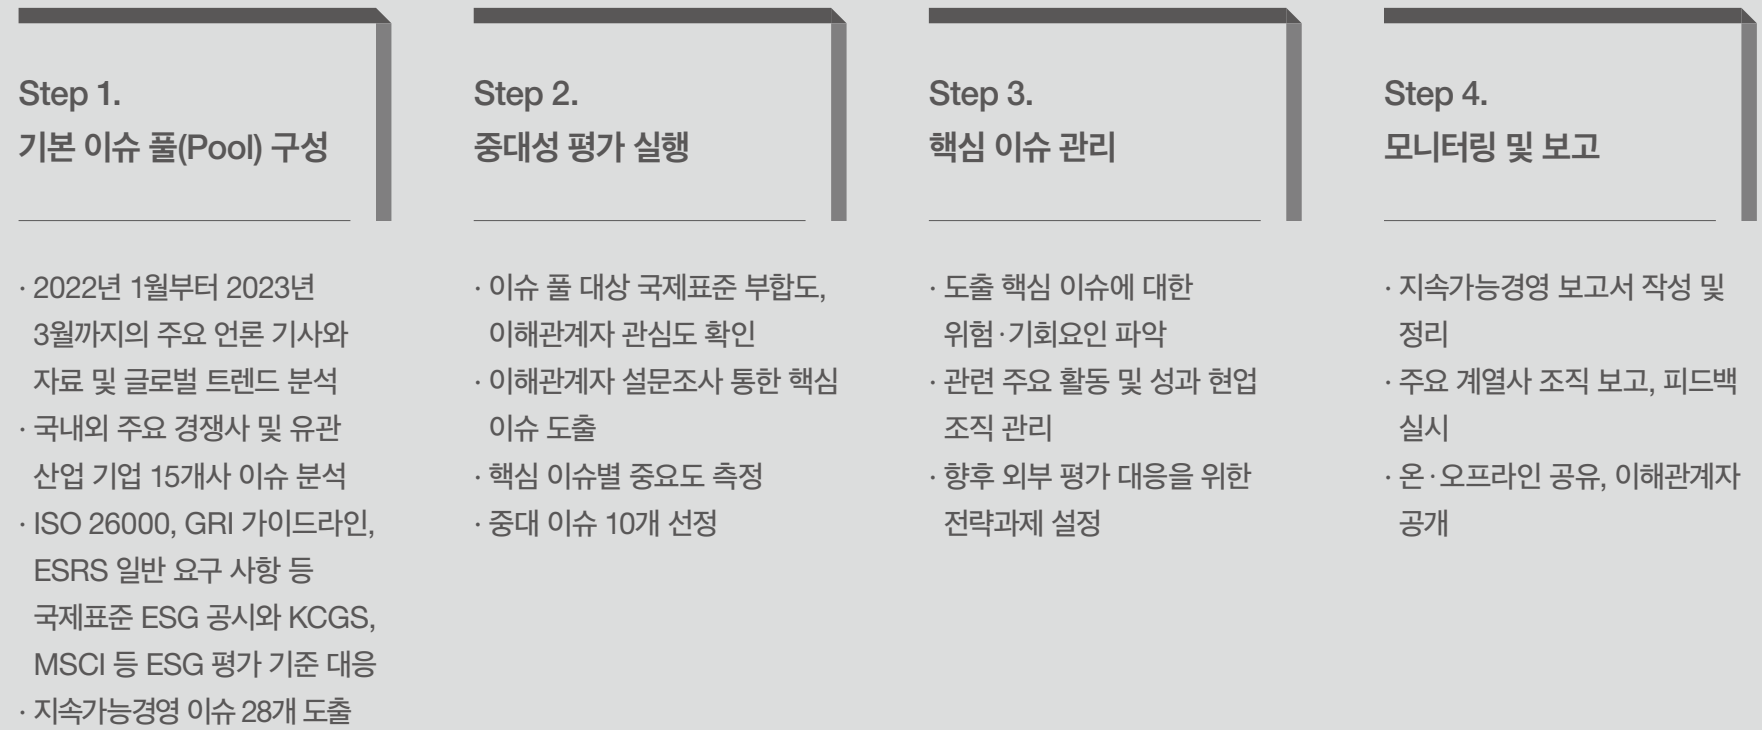 Step 1.
기본 이슈 풀(Pool) 구성
· 2022년 1월부터 2023년
3월까지의 주요 언론 기사와
자료 및 글로벌 트렌드 분석
· 국내외 주요 경쟁사 및 유관
산업 기업 15개사 이슈 분석
· ISO 26000, GRI 가이드라인,
ESRS 일반 요구 사항 등
국제표준 ESG 공시와 KCGS,
MSCI 등 ESG 평가 기준 대응
· 지속가능경영 이슈 28개 도출
Step 2.
중대성 평가 실행
· 이슈 풀 대상 국제표준 부합도,
이해관계자 관심도 확인
· 이해관계자 설문조사 통한 핵심
이슈 도출
· 핵심 이슈별 중요도 측정
· 중대 이슈 10개 선정
Step 3.
핵심 이슈 관리
· 도출 핵심 이슈에 대한
위험·기회요인 파악
· 관련 주요 활동 및 성과 현업
조직 관리
· 향후 외부 평가 대응을 위한
전략과제 설정
Step 4.
모니터링 및 보고
· 지속가능경영 보고서 작성 및
정리
· 주요 계열사 조직 보고, 피드백
실시
· 온·오프라인 공유, 이해관계자
공개